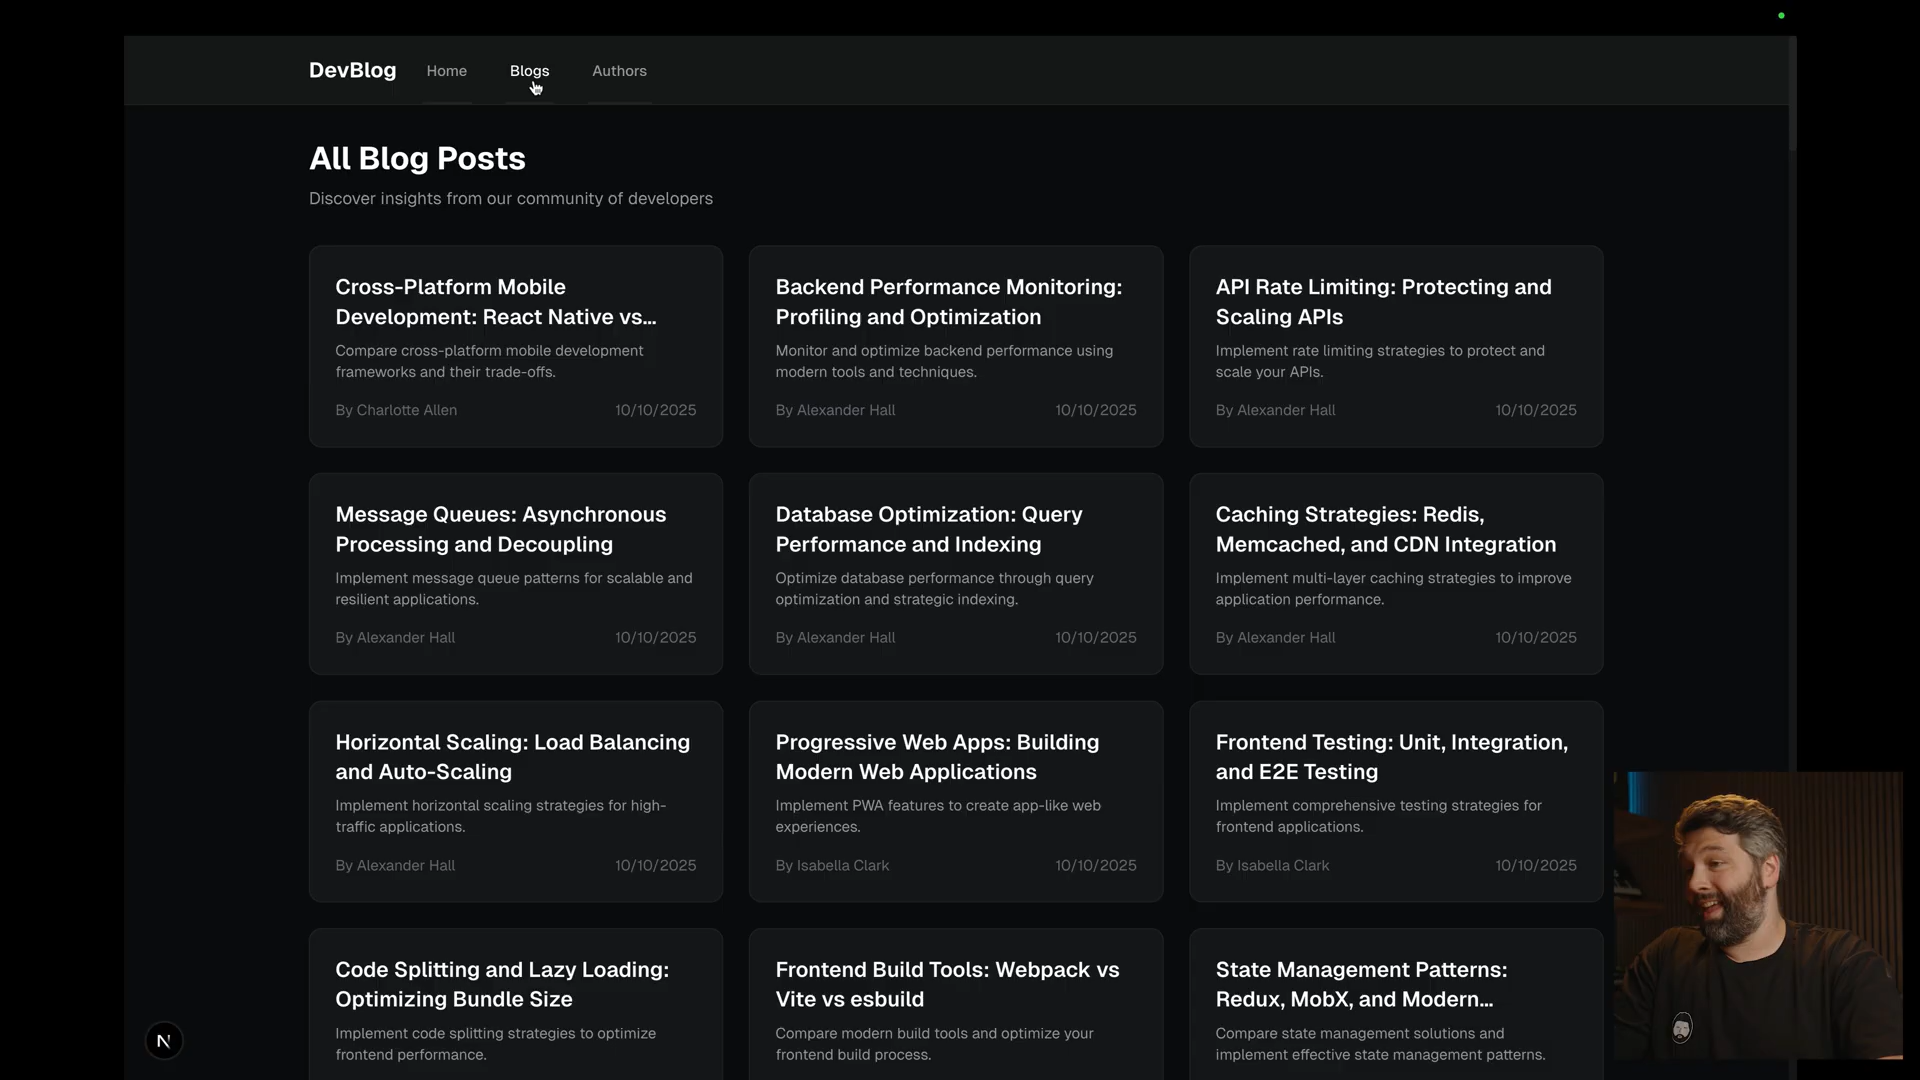 DevBlog Home Blogs Authors
All Blog Posts
Discover insights from our community of developers
Cross-Platform Mobile
Development: React Native vs...
Compare cross-platform mobile development
frameworks and their trade-offs.
By Charlotte Allen 10/10/2025
Backend Performance Monitoring:
Profiling and Optimization
Monitor and optimize backend performance using
modern tools and techniques.
By Alexander Hall 10/10/2025
API Rate Limiting: Protecting and
Scaling APIs
Implement rate limiting strategies to protect and
scale your APIs.
By Alexander Hall 10/10/2025
Message Queues: Asynchronous
Processing and Decoupling
Implement message queue patterns for scalable and
resilient applications.
By Alexander Hall 10/10/2025
Database Optimization: Query
Performance and Indexing
Optimize database performance through query
optimization and strategic indexing.
By Alexander Hall 10/10/2025
Caching Strategies: Redis,
Memcached, and CDN Integration
Implement multi-layer caching strategies to improve
application performance.
By Alexander Hall 10/10/2025
Horizontal Scaling: Load Balancing
and Auto-Scaling
Implement horizontal scaling strategies for high-
traffic applications.
By Alexander Hall 10/10/2025
Progressive Web Apps: Building
Modern Web Applications
Implement PWA features to create app-like web
experiences.
By Isabella Clark 10/10/2025
Frontend Testing: Unit, Integration,
and E2E Testing
Implement comprehensive testing strategies for
frontend applications.
By Isabella Clark 10/10/2025
Code Splitting and Lazy Loading:
Optimizing Bundle Size
Implement code splitting strategies to optimize
frontend performance.
Frontend Build Tools: Webpack vs
Vite vs esbuild
Compare modern build tools and optimize your
frontend build process.
State Management Patterns:
Redux, MobX, and Modern...
Compare state management solutions and
implement effective state management patterns.
N